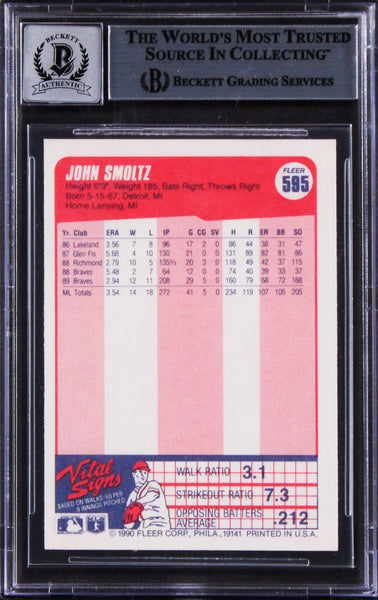 BECKETT
B
AUTHENTIC
THE WORLD'S MOST TRUSTED
SOURCE IN COLLECTING™
(B) BECKETT GRADING SERVICES
JOHN SMOLTZ
FLEER
595
Height 6'3", Weight 185, Bats Right, Throws Right
Born 5-15-67, Detroit, MI
Home Lansing, MI
Yr. Club ERA W L IP G CG SV H R ER BB SO
86 Lakeland 3.56 7 8 96 17 2 0 86 44 38 31 47
87 Glen Fls 5.68 4 10 130 21 0 0 131 89 82 81 86
88 Richmond 2.79 10 5 135⅓ 20 3 0 118 49 42 37 115
88 Braves 5.48 2 7 64 12 0 0 74 40 39 33 37
89 Braves 2.94 12 11 208 29 5 0 160 79 68 72 168
ML Totals 3.54 14 18 272 41 5 0 234 119 107 105 205
Vital
Signs
BASED ON WALKS-SO PER
9 INNINGS PITCHED
WALK RATIO 3.1
STRIKEOUT RATIO 7.3
OPPOSING BATTERS
AVERAGE .212
© 1990 FLEER CORP., PHILA., 19141 PRINTED IN U.S.A.